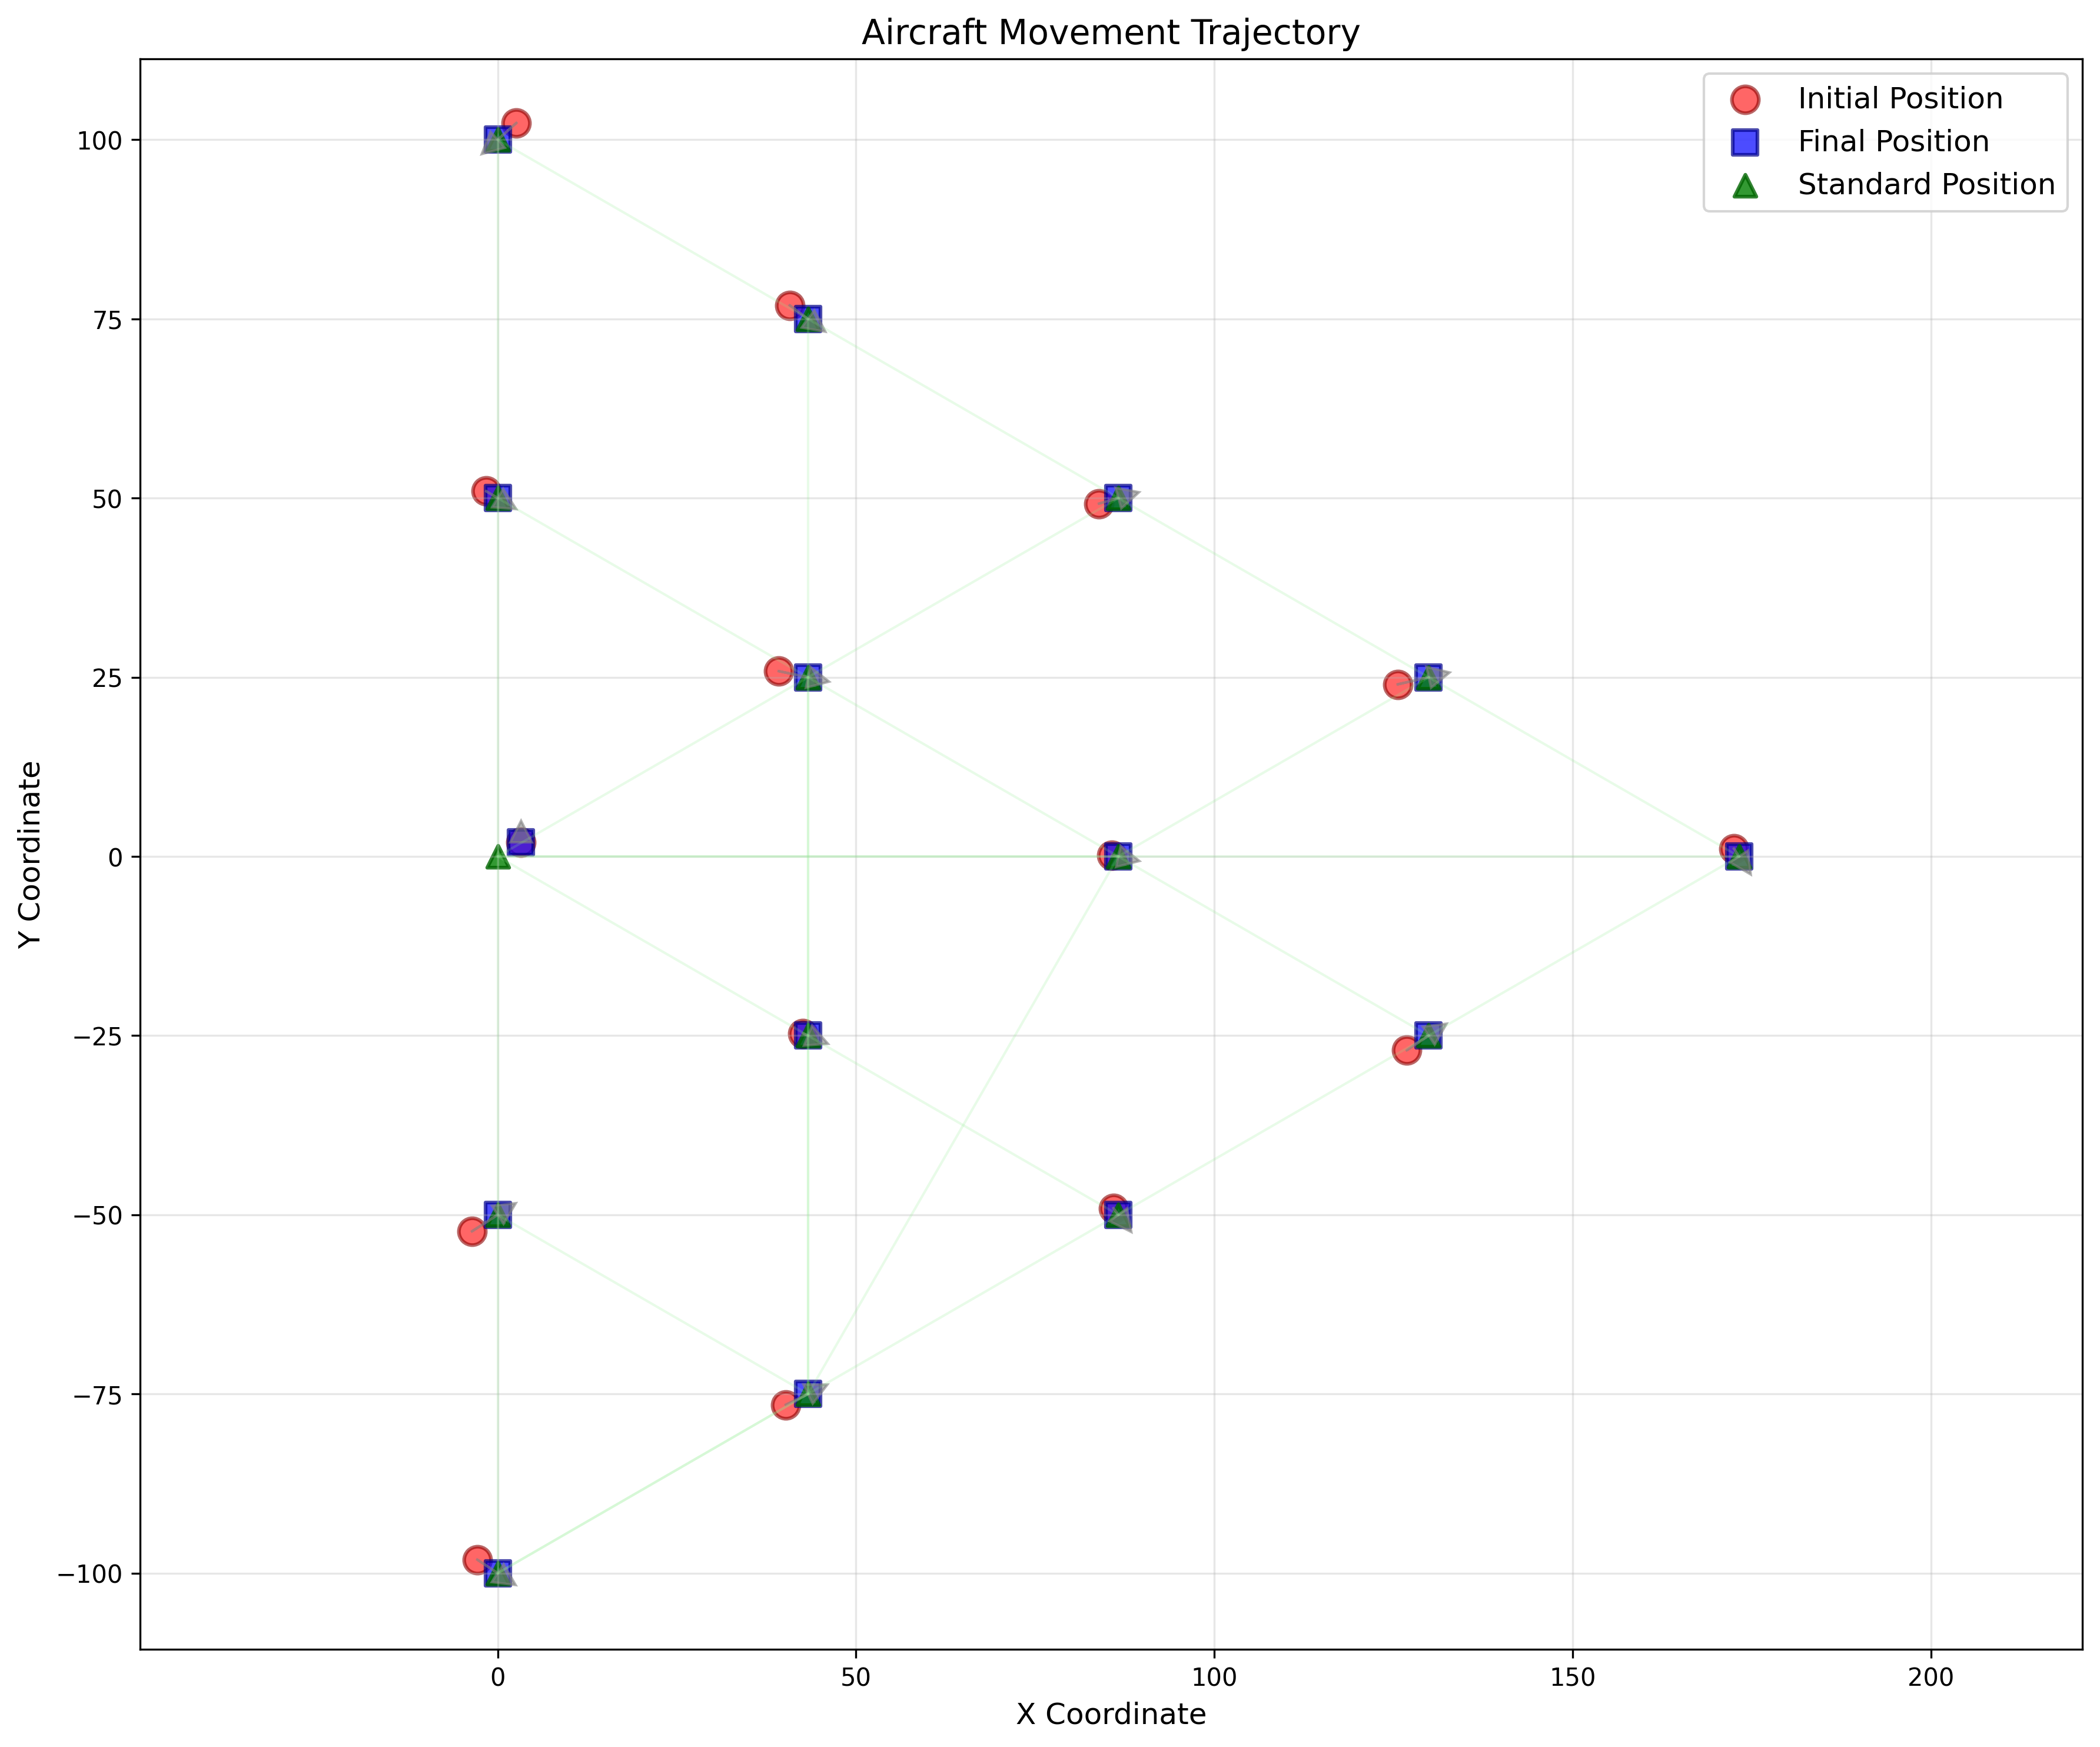 Aircraft Movement Trajectory
Initial Position
Final Position
Standard Position
100
75
50
25
0
−25
−50
−75
−100
Y Coordinate
0
50
100
150
200
X Coordinate